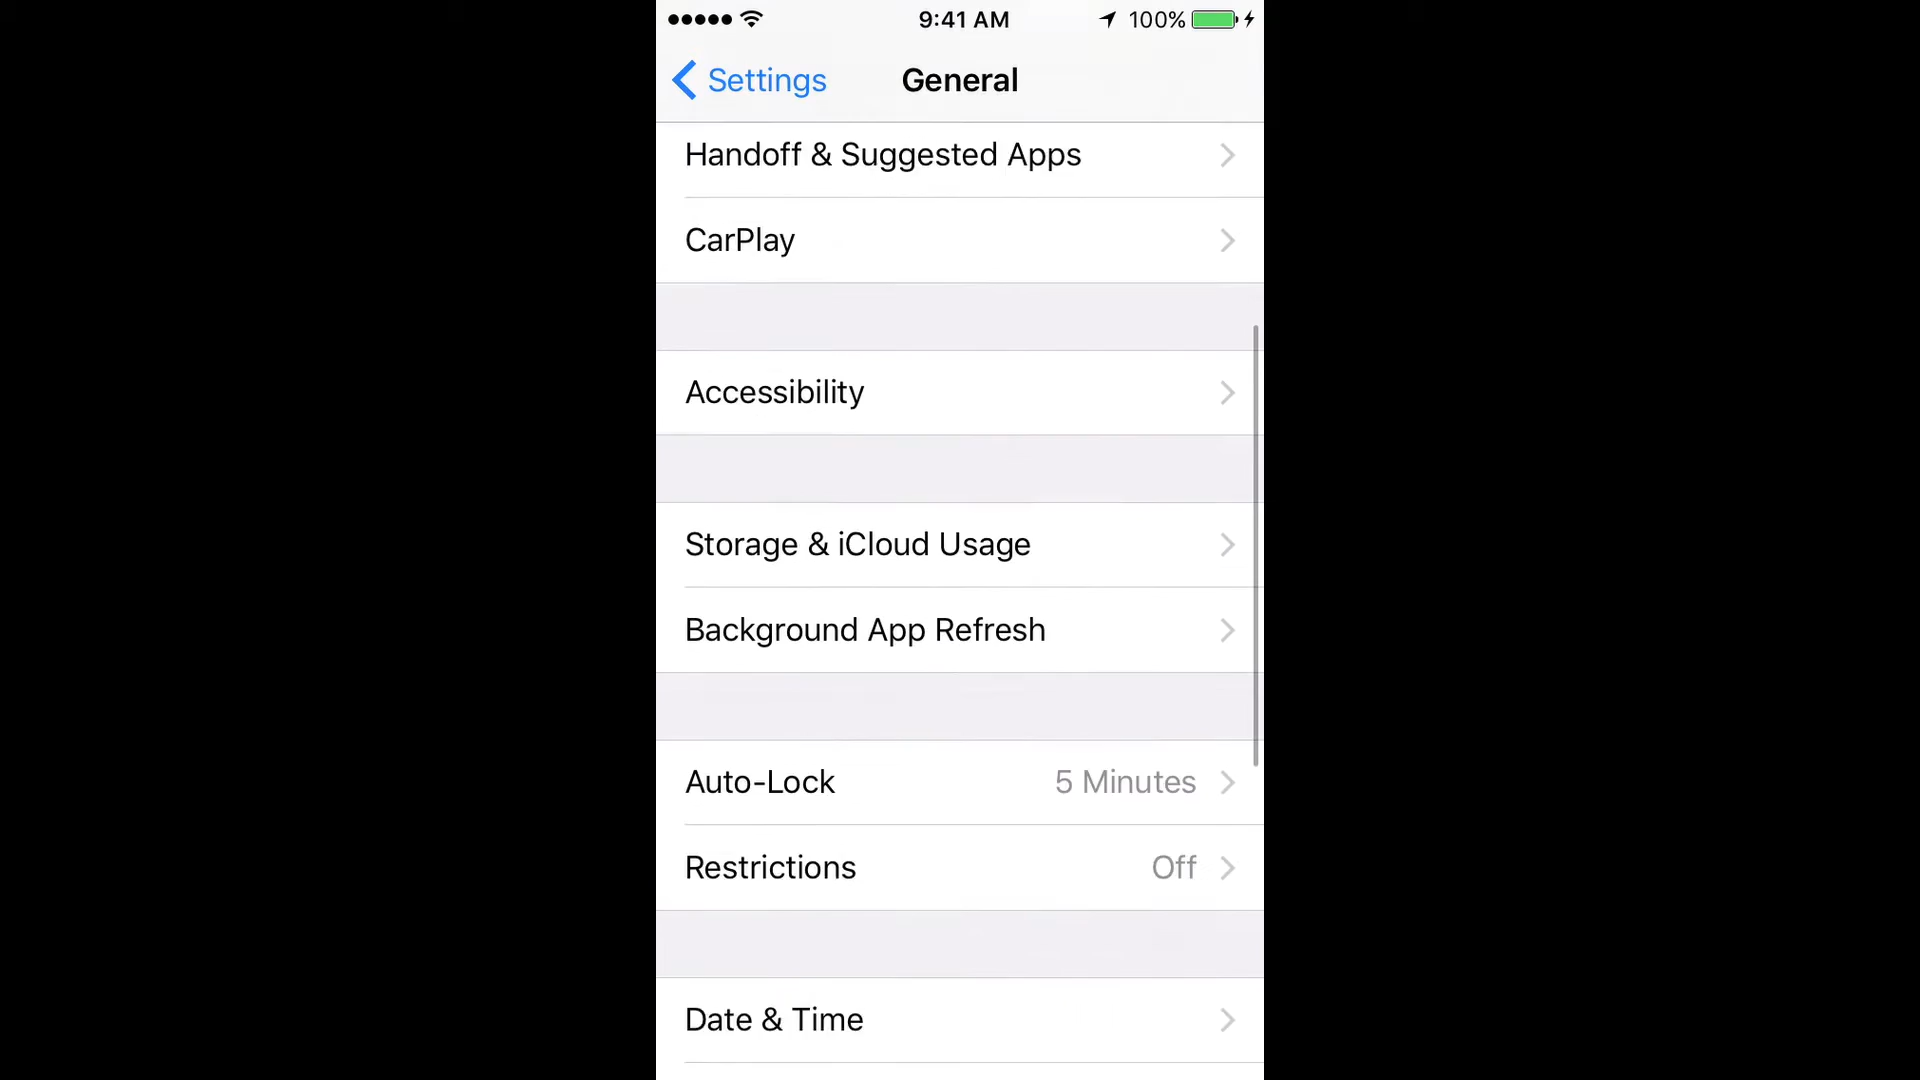 9:41 AM 100%
Settings General
Handoff & Suggested Apps
CarPlay
Accessibility
Storage & iCloud Usage
Background App Refresh
Auto-Lock 5 Minutes
Restrictions Off
Date & Time